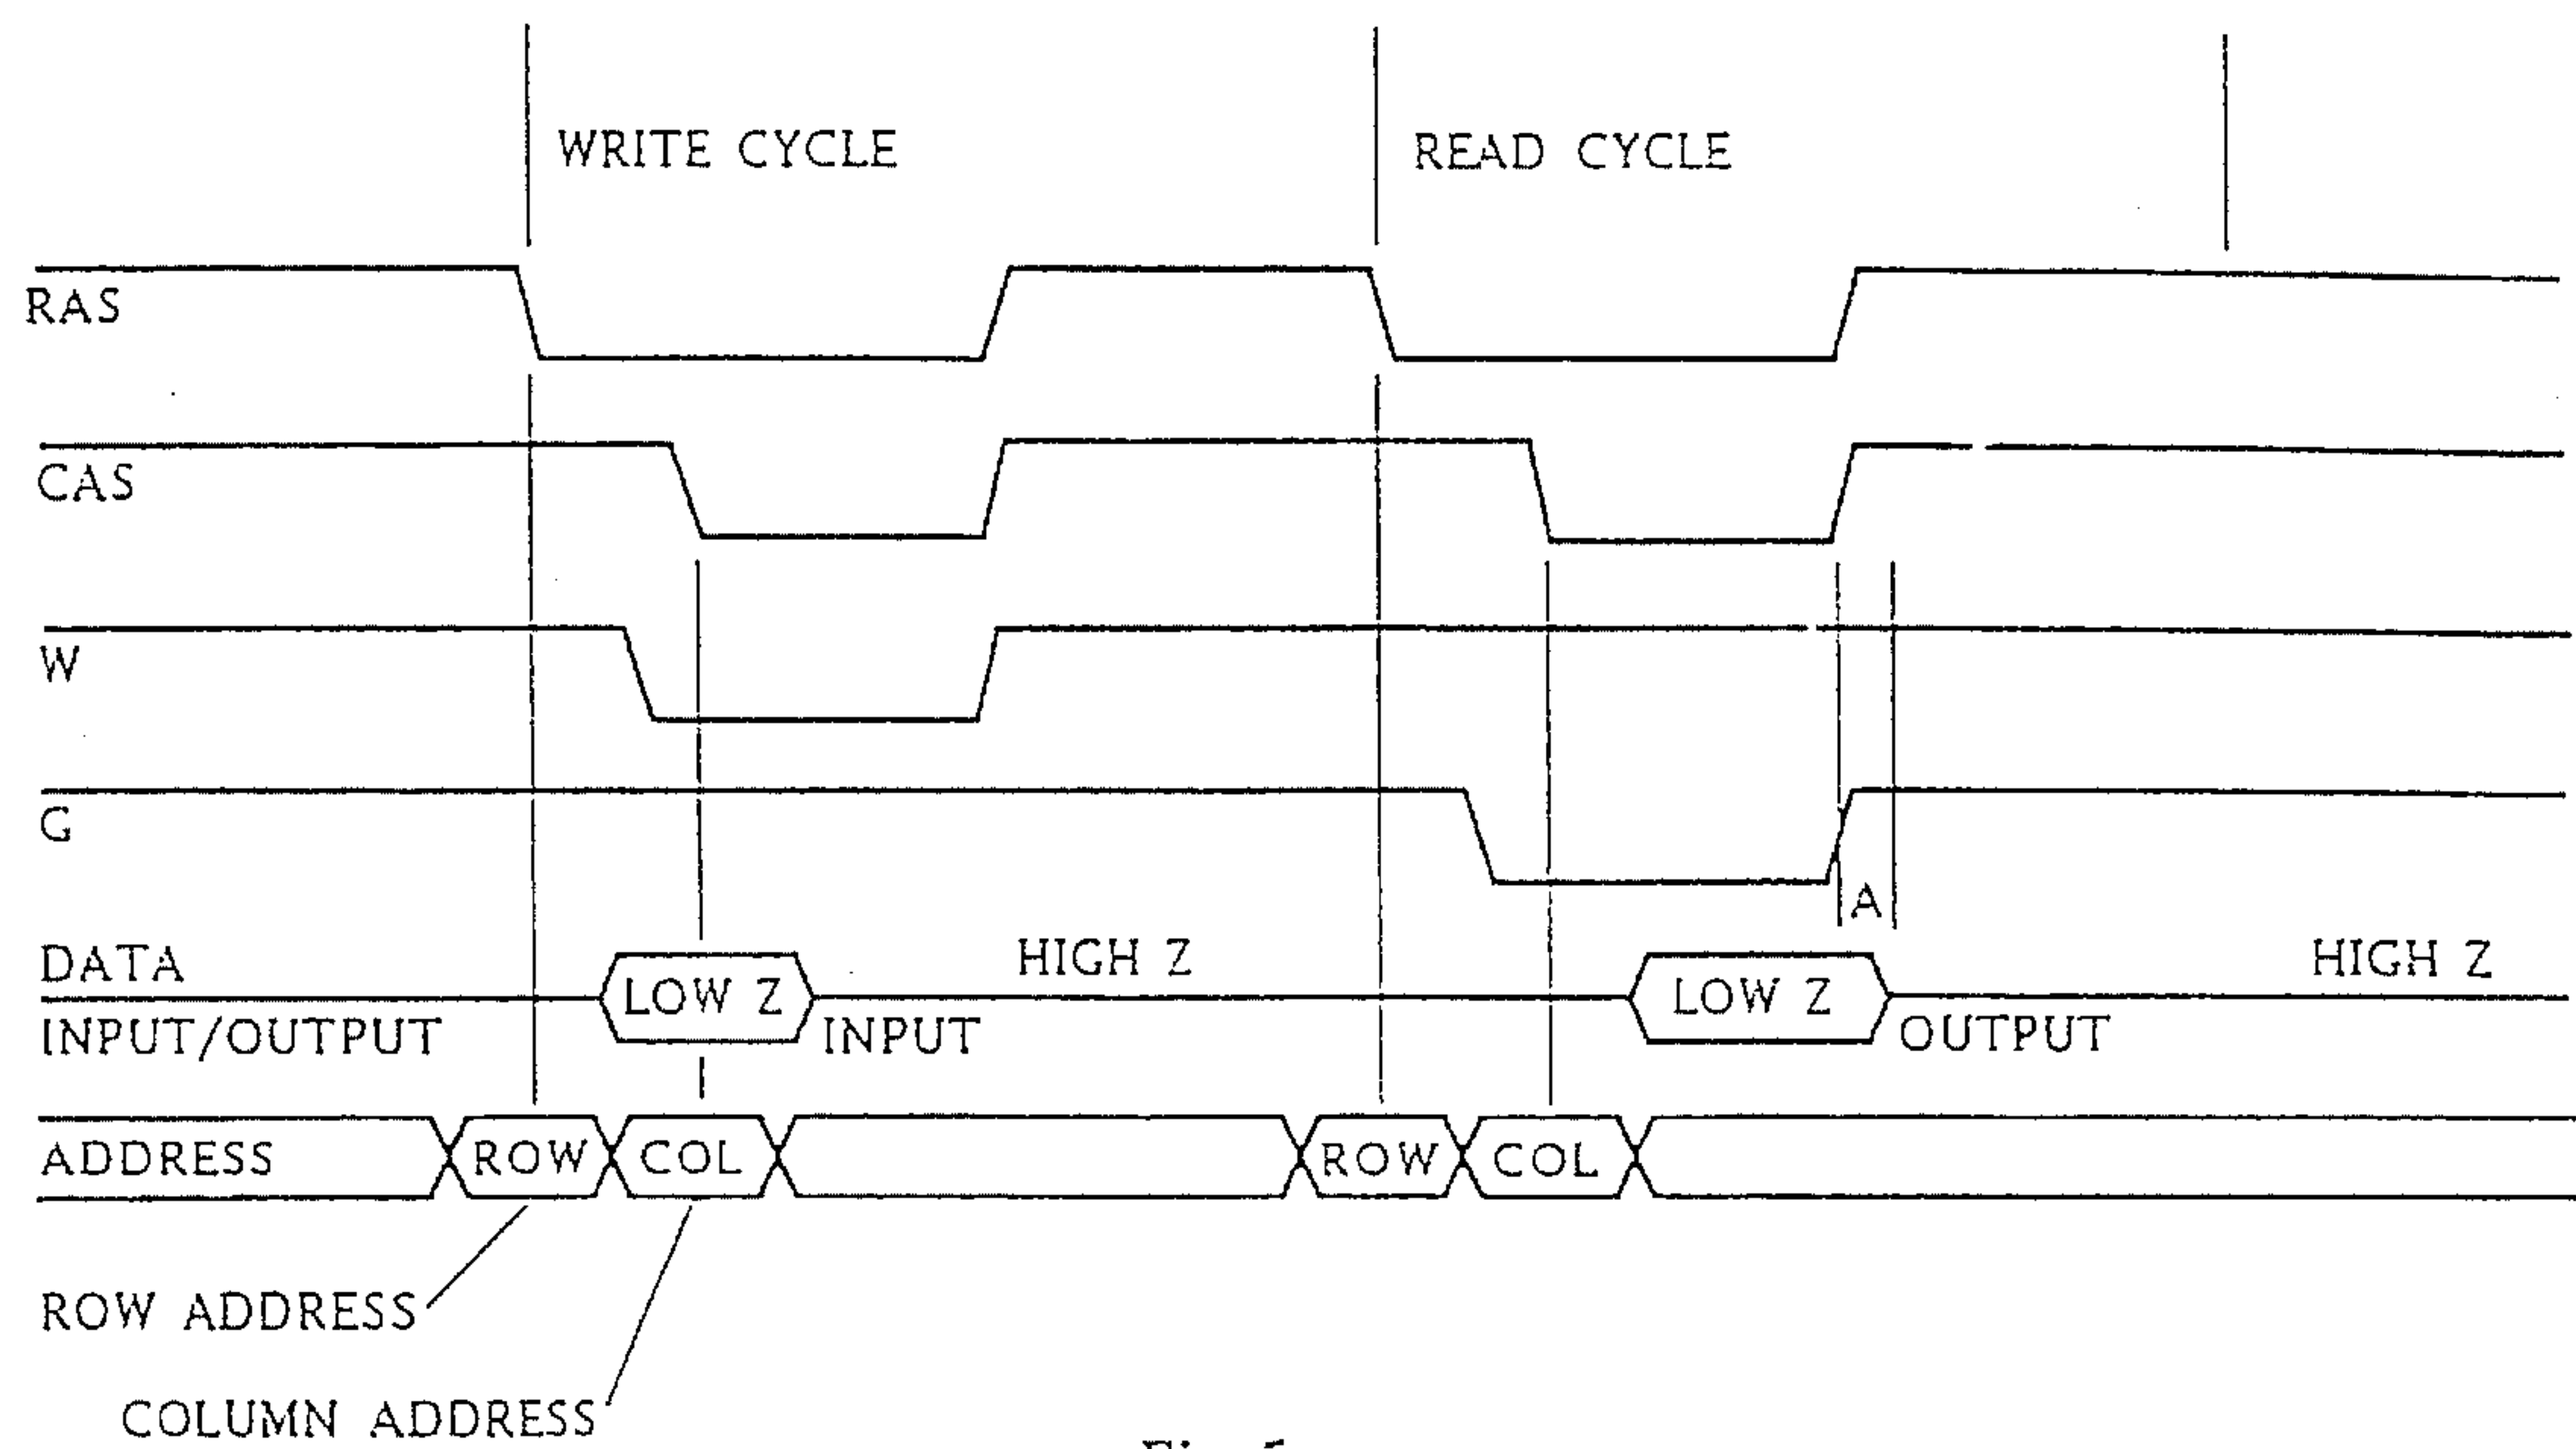 WRITE CYCLE
READ CYCLE
RAS
CAS
W
G
A
DATA
HIGH Z
HIGH Z
LOW Z
LOW Z
INPUT/OUTPUT
INPUT
OUTPUT
ADDRESS
ROW
COL
ROW
COL
ROW ADDRESS
COLUMN ADDRESS